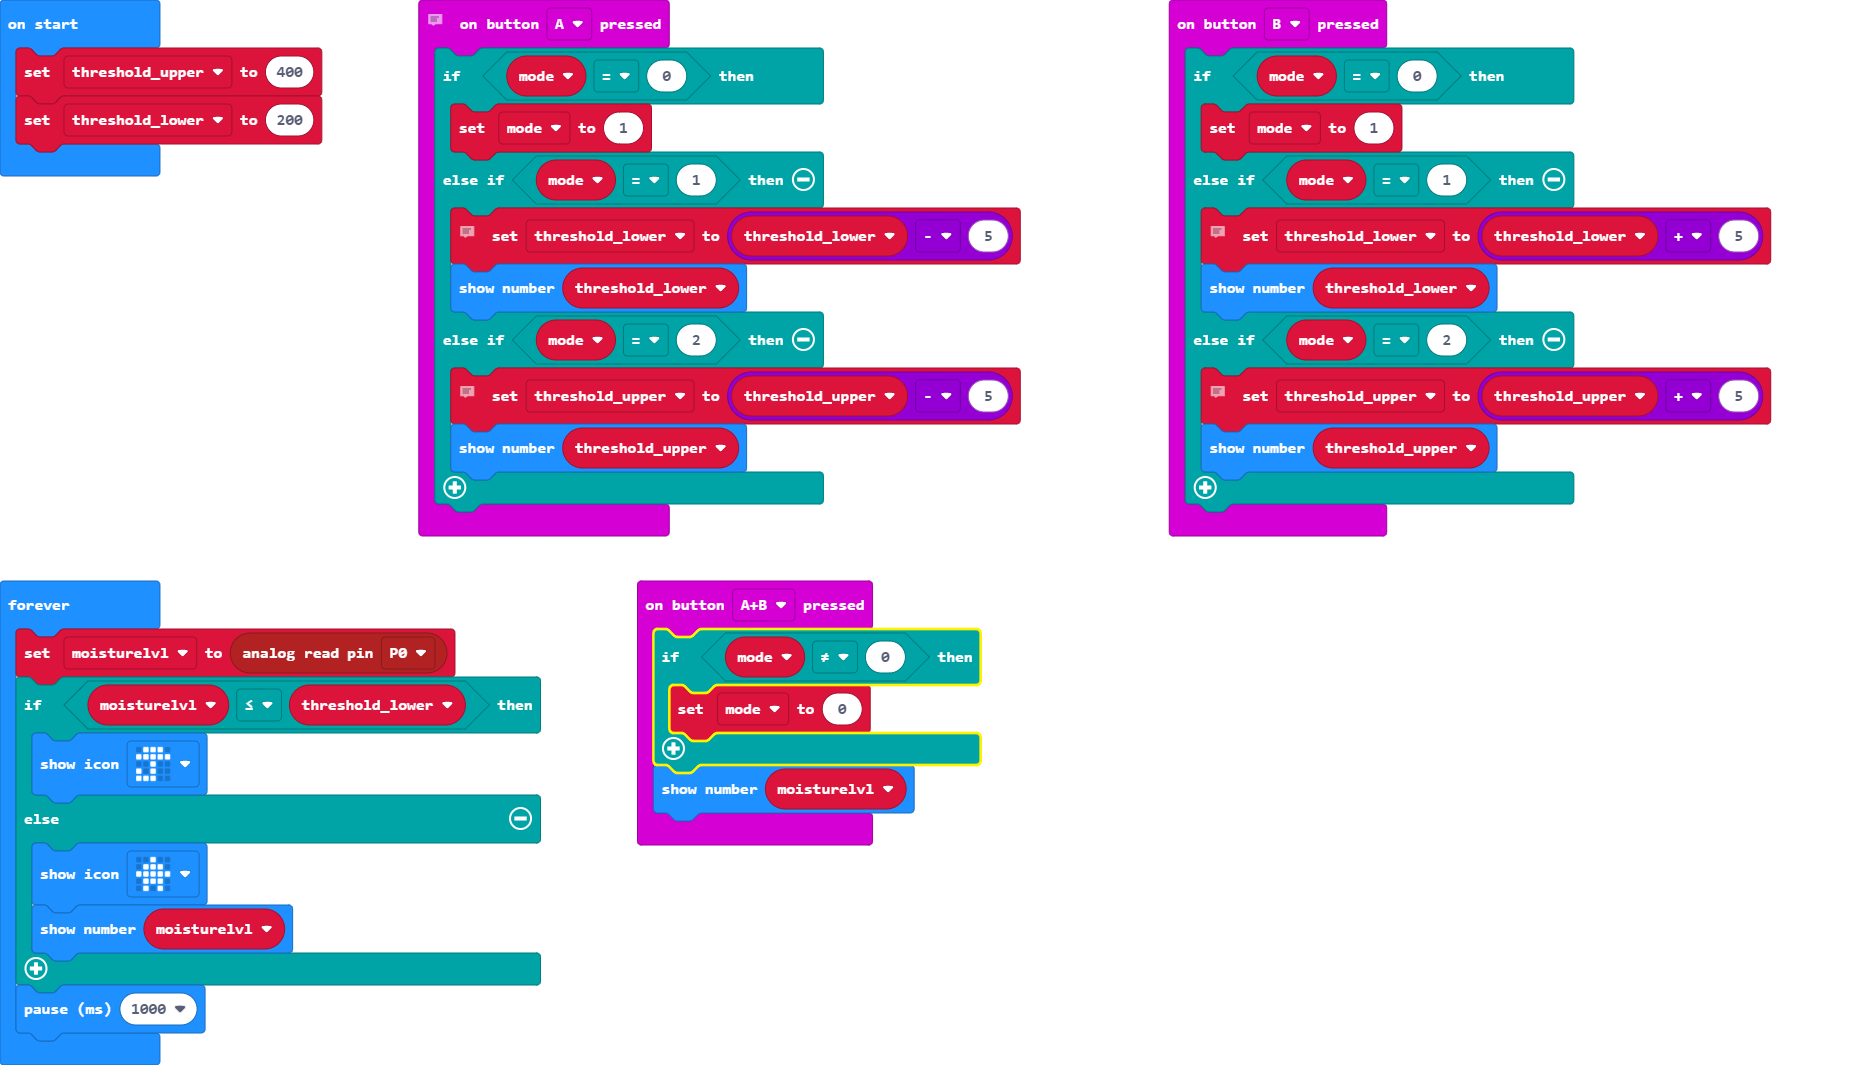 on start
set threshold_upper to 400
set threshold_lower to 200
on button A pressed
if mode = 0 then
set mode to 1
else if mode = 1 then
set threshold_lower to threshold_lower - 5
show number threshold_lower
else if mode = 2 then
set threshold_upper to threshold_upper - 5
show number threshold_upper
on button B pressed
if mode = 0 then
set mode to 1
else if mode = 1 then
set threshold_lower to threshold_lower + 5
show number threshold_lower
else if mode = 2 then
set threshold_upper to threshold_upper + 5
show number threshold_upper
forever
set moisturelvl to analog read pin P0
if moisturelvl ≤ threshold_lower then
show icon
else
show icon
show number moisturelvl
pause (ms) 1000
on button A+B pressed
if mode ≠ 0 then
set mode to 0
show number moisturelvl